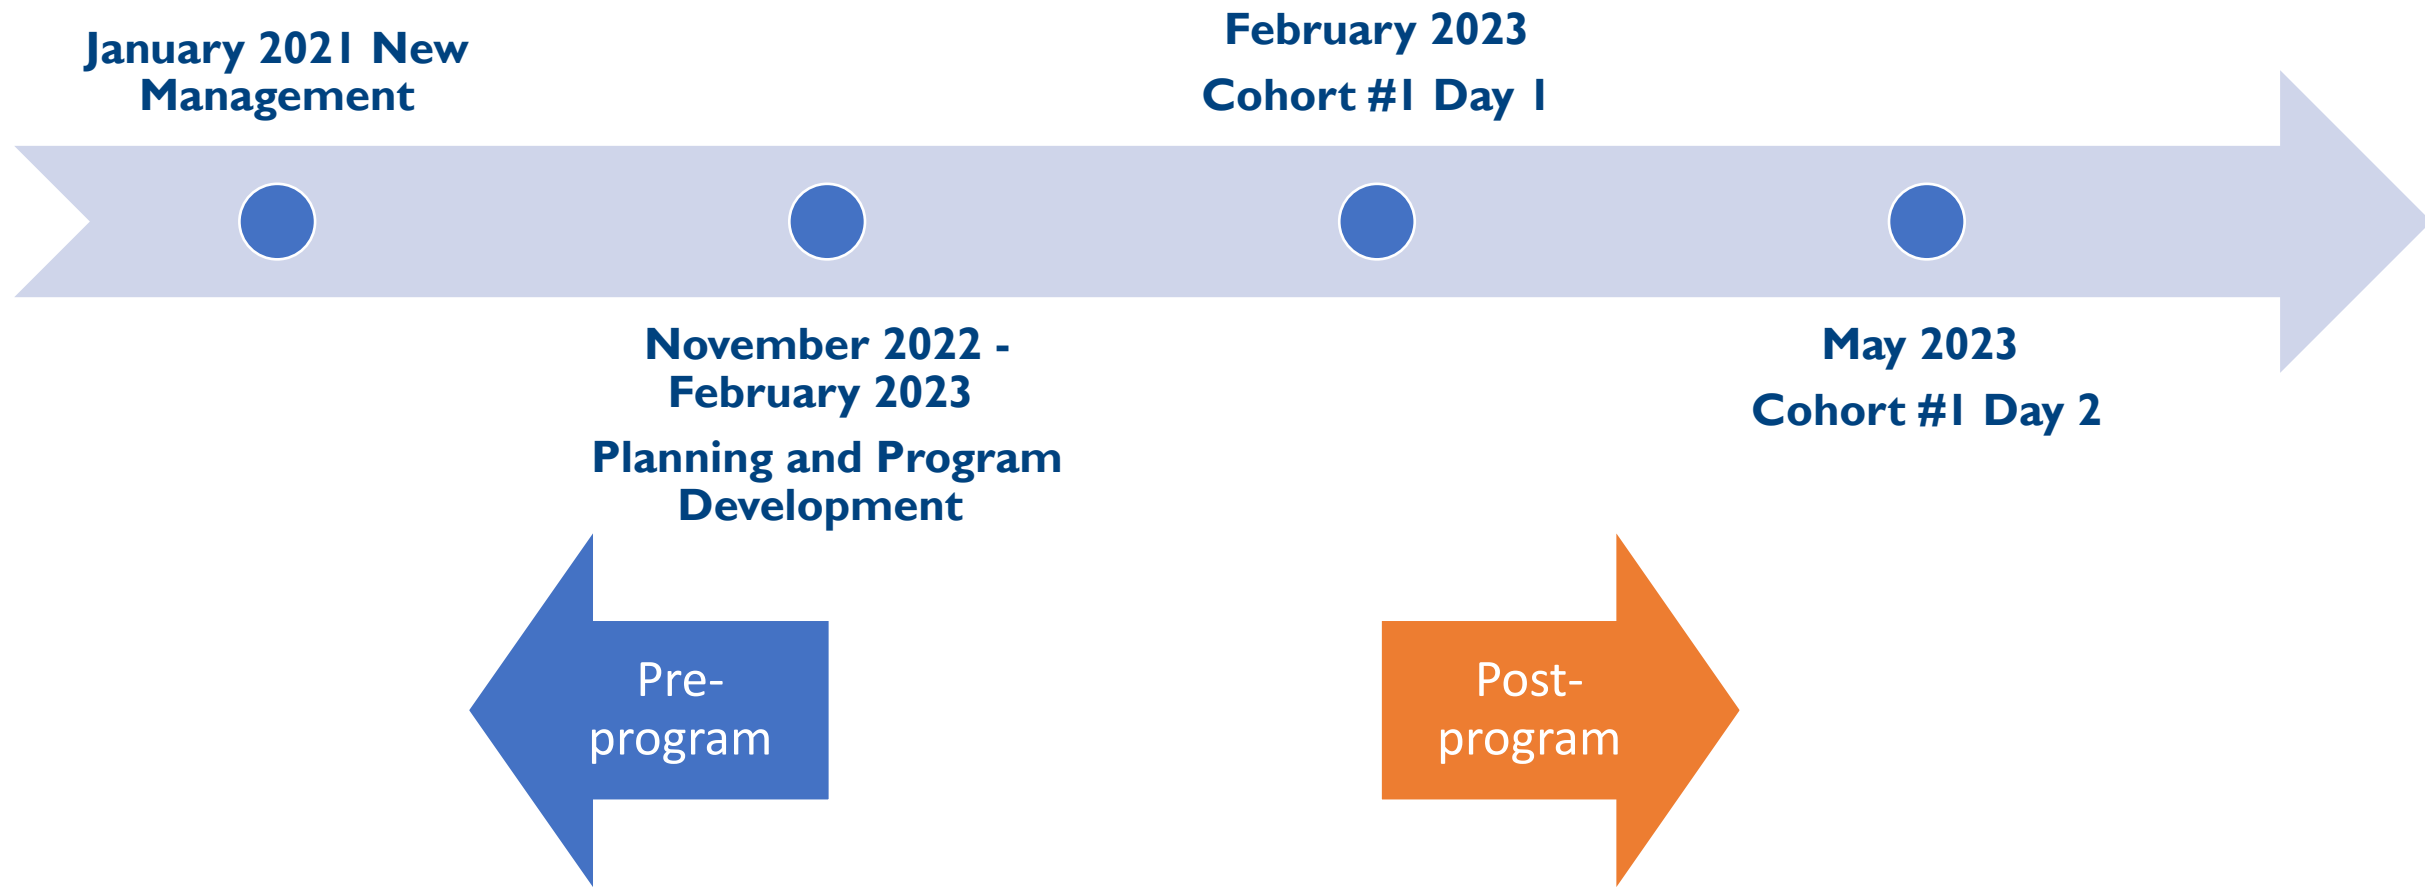 January 2021 New
Management
February 2023
Cohort #1 Day 1
November 2022 -
February 2023
Planning and Program
Development
May 2023
Cohort #1 Day 2
Pre-
program
Post-
program